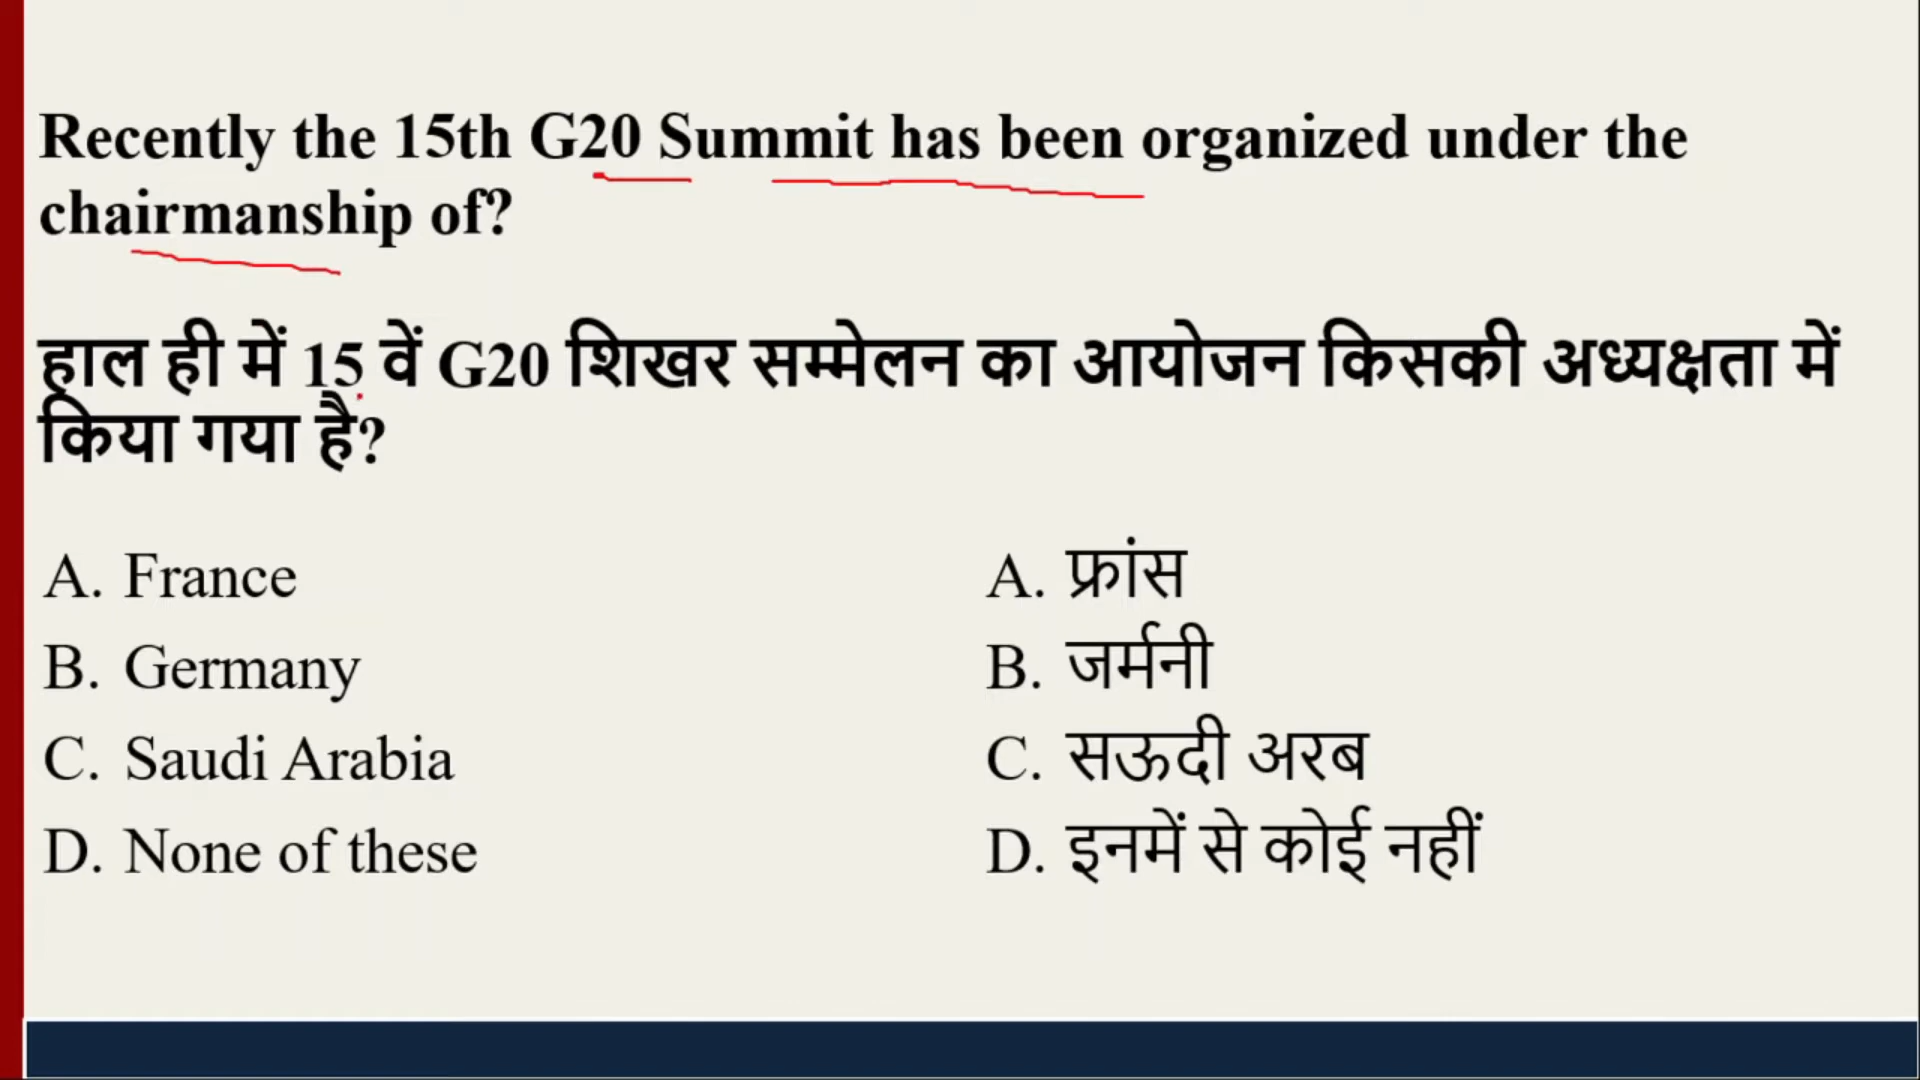 Recently the 15th G20 Summit has been organized under the
chairmanship of?
हाल ही में 15 वें G20 शिखर सम्मेलन का आयोजन किसकी अध्यक्षता में
किया गया है?
A. France
B. Germany
C. Saudi Arabia
D. None of these
A. फ्रांस
B. जर्मनी
C. सऊदी अरब
D. इनमें से कोई नहीं